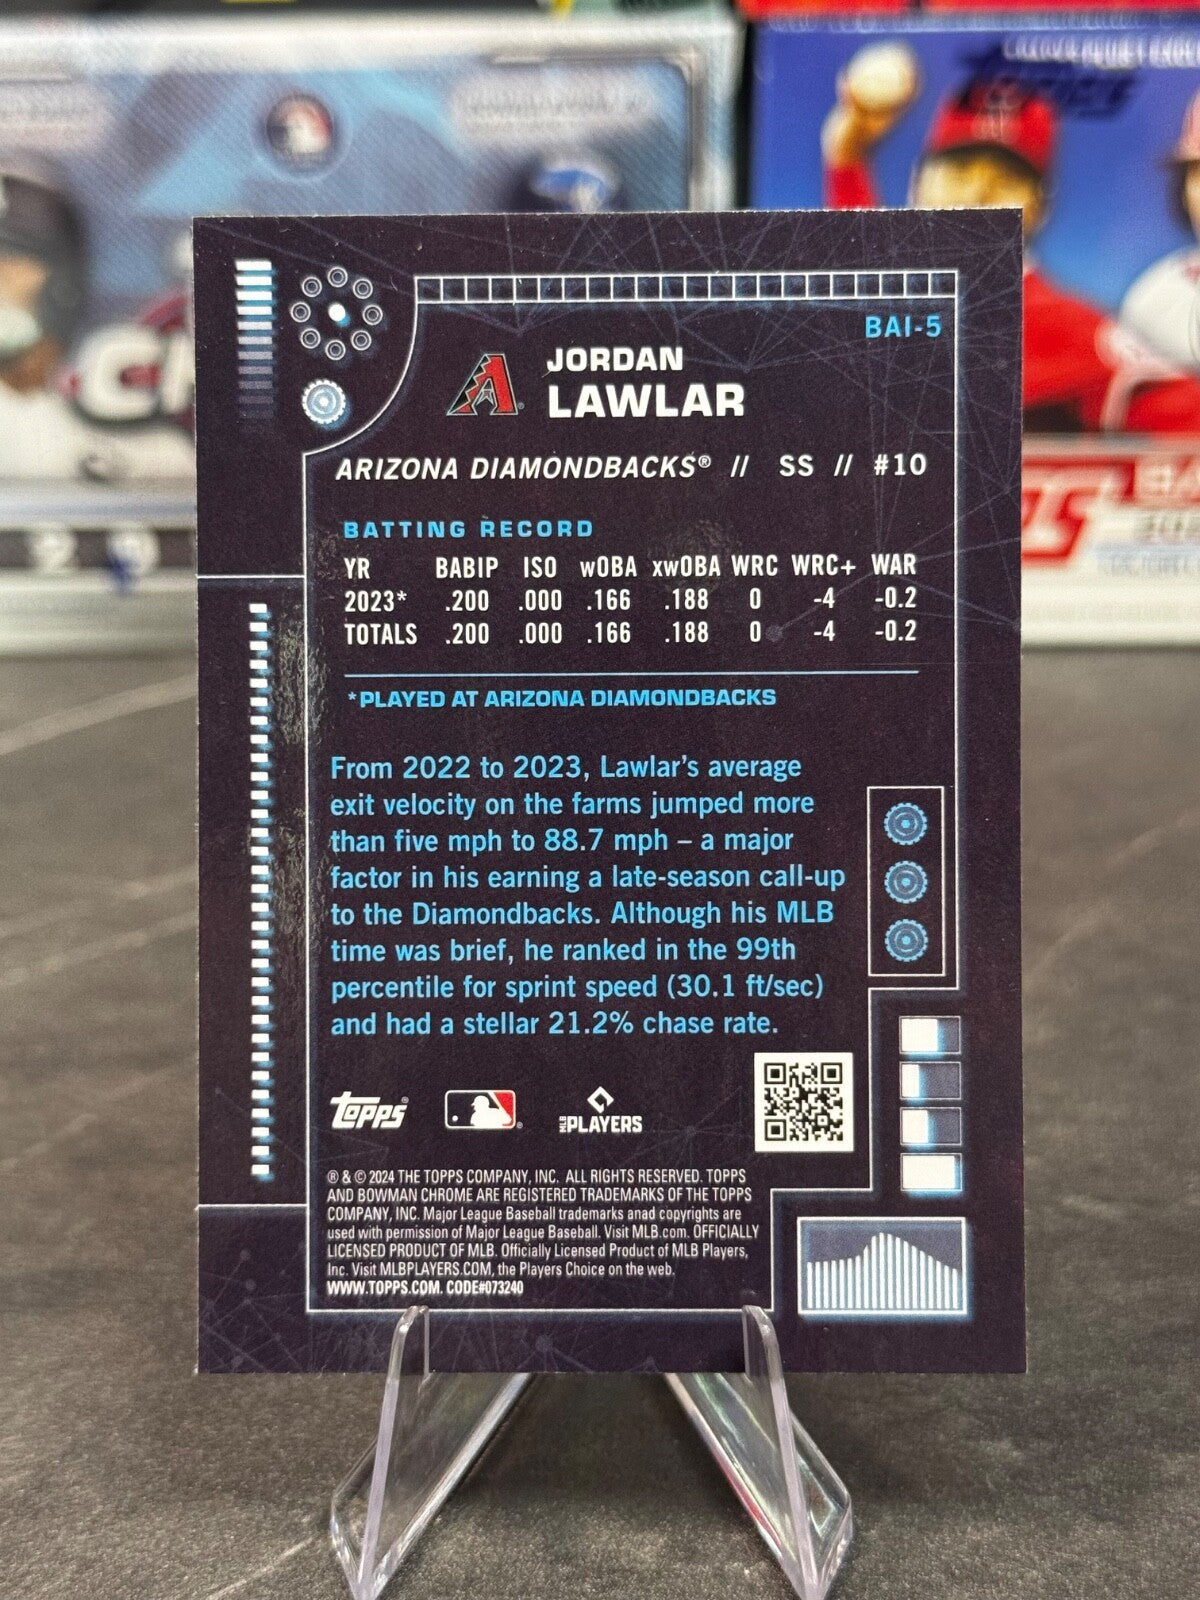 BAI-5
JORDAN
LAWLAR
ARIZONA DIAMONDBACKS® // SS // #10
BATTING RECORD
YR BABIP ISO wOBA xwOBA WRC WRC+ WAR
2023* .200 .000 .166 .188 0 -4 -0.2
TOTALS .200 .000 .166 .188 0 -4 -0.2
*PLAYED AT ARIZONA DIAMONDBACKS
From 2022 to 2023, Lawlar's average
exit velocity on the farms jumped more
than five mph to 88.7 mph – a major
factor in his earning a late-season call-up
to the Diamondbacks. Although his MLB
time was brief, he ranked in the 99th
percentile for sprint speed (30.1 ft/sec)
and had a stellar 21.2% chase rate.
Topps® MLB PLAYERS
® & © 2024 THE TOPPS COMPANY, INC. ALL RIGHTS RESERVED. TOPPS
AND BOWMAN CHROME ARE REGISTERED TRADEMARKS OF THE TOPPS
COMPANY, INC. Major League Baseball trademarks anad copyrights are
used with permission of Major League Baseball. Visit MLB.com. OFFICIALLY
LICENSED PRODUCT OF MLB. Officially Licensed Product of MLB Players,
Inc. Visit MLBPLAYERS.COM, the Players Choice on the web.
WWW.TOPPS.COM. CODE#073240